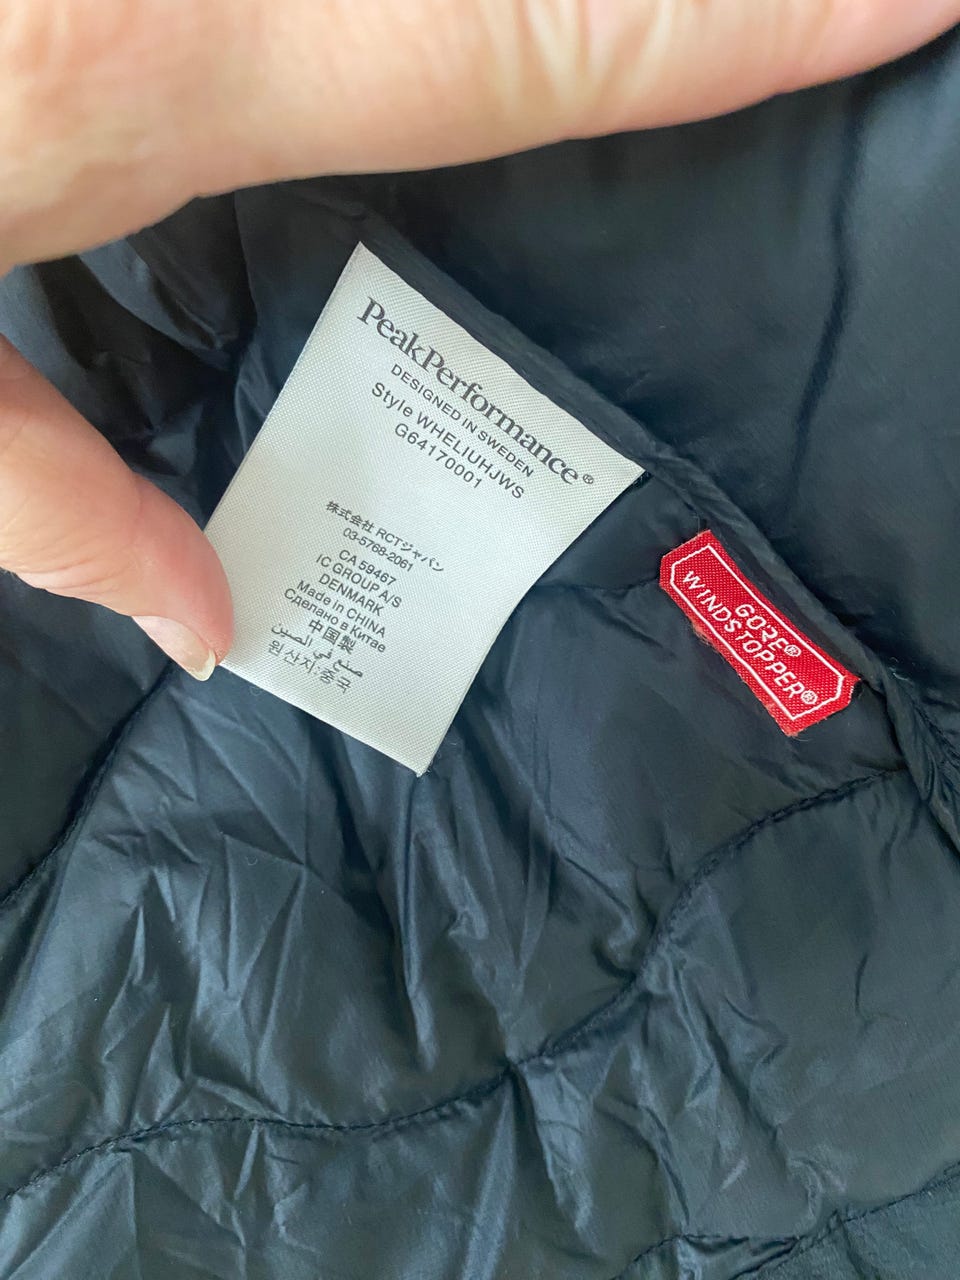 PeakPerformance®
DESIGNED IN SWEDEN
Style WHELIUHJWS
G64170001
株式会社 RCTジャパン
03-5768-2061
CA 59467
IC GROUP A/S
DENMARK
Made in CHINA
Сделано в Китае
中国製
صنع في الصين
원산지:중국
GORE®
WINDSTOPPER®